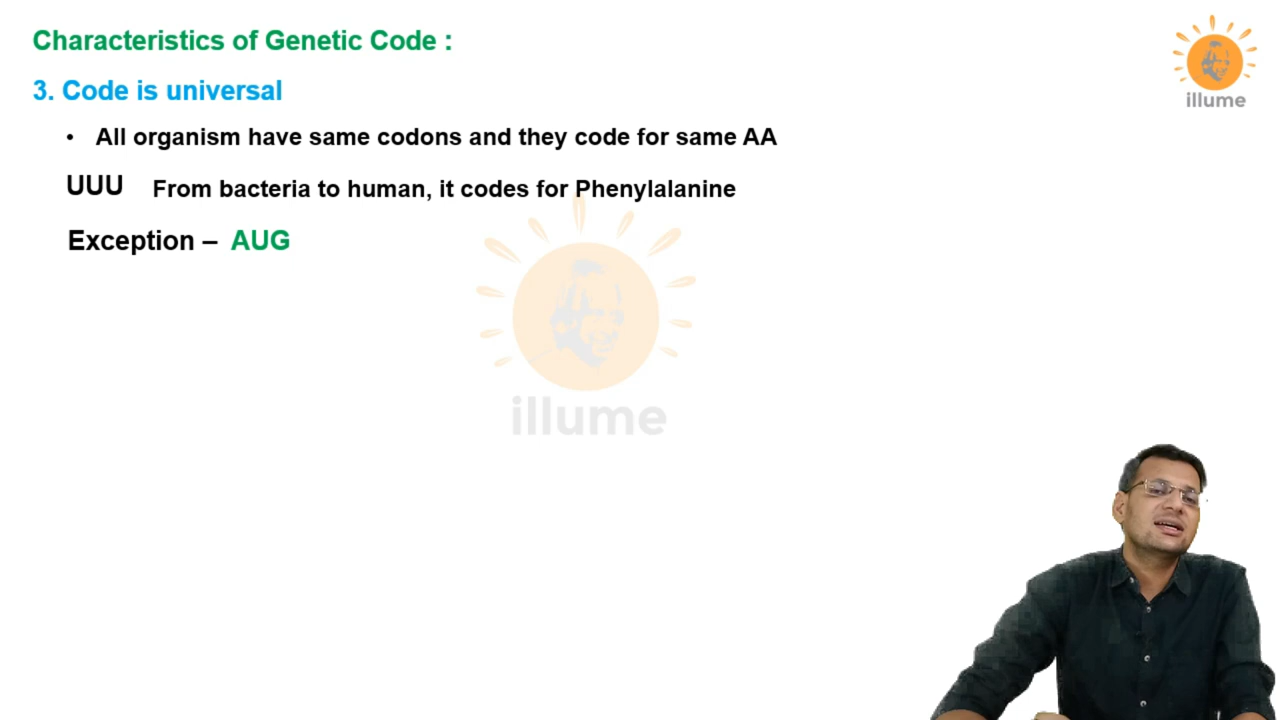 Characteristics of Genetic Code :
illume
3. Code is universal
• All organism have same codons and they code for same AA
UUU From bacteria to human, it codes for Phenylalanine
Exception – AUG
illume